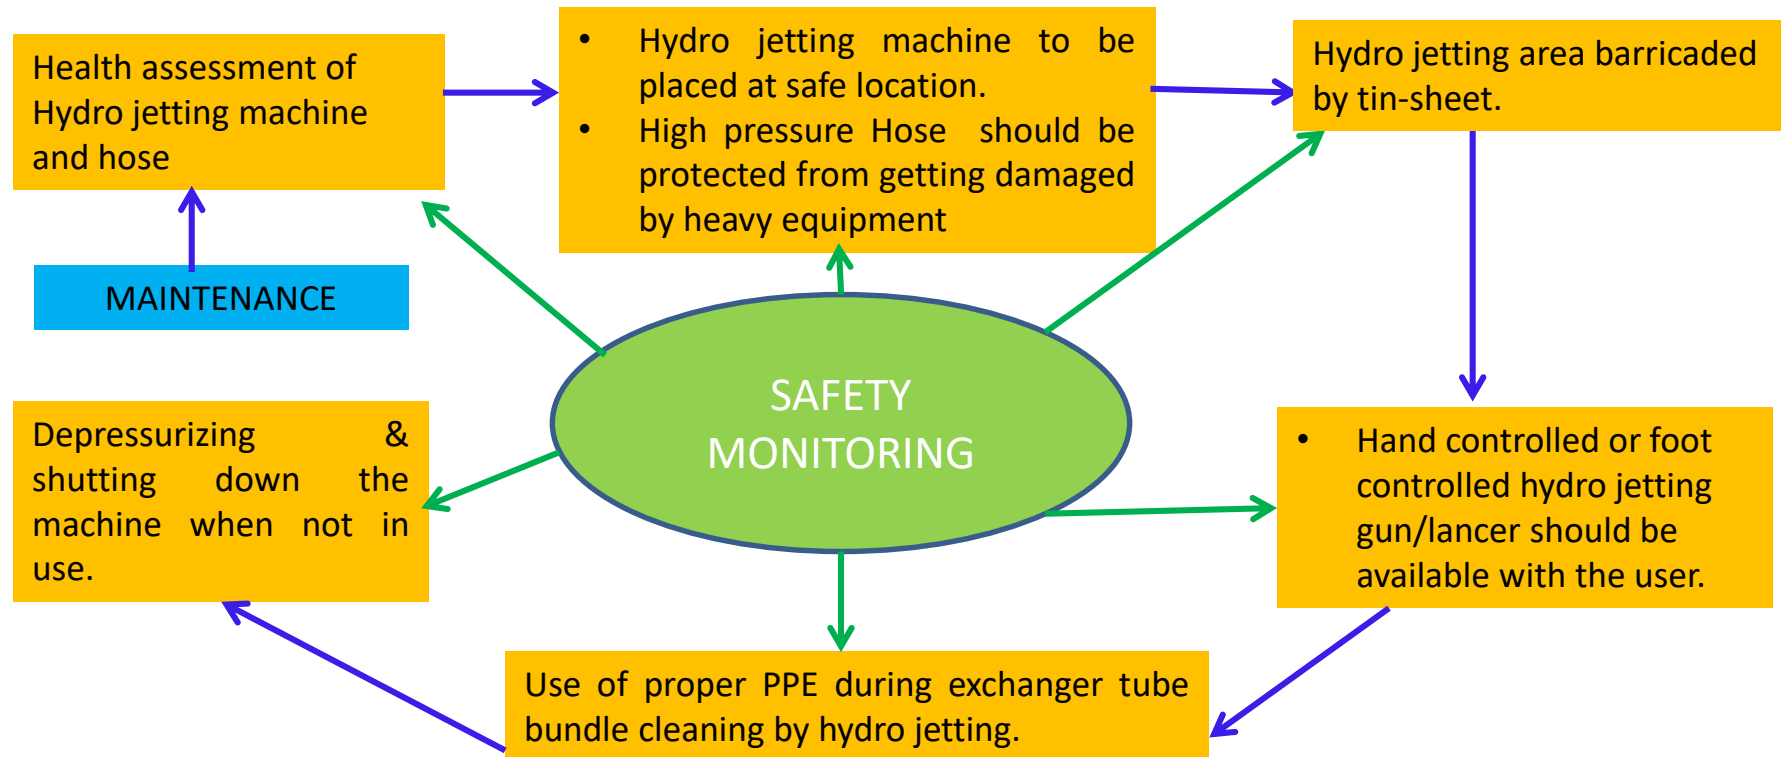 Health assessment of
Hydro jetting machine
and hose
• Hydro jetting machine to be
placed at safe location.
• High pressure Hose should be
protected from getting damaged
by heavy equipment
Hydro jetting area barricaded
by tin-sheet.
MAINTENANCE
SAFETY
MONITORING
Depressurizing &
shutting down the
machine when not in
use.
• Hand controlled or foot
controlled hydro jetting
gun/lancer should be
available with the user.
Use of proper PPE during exchanger tube
bundle cleaning by hydro jetting.